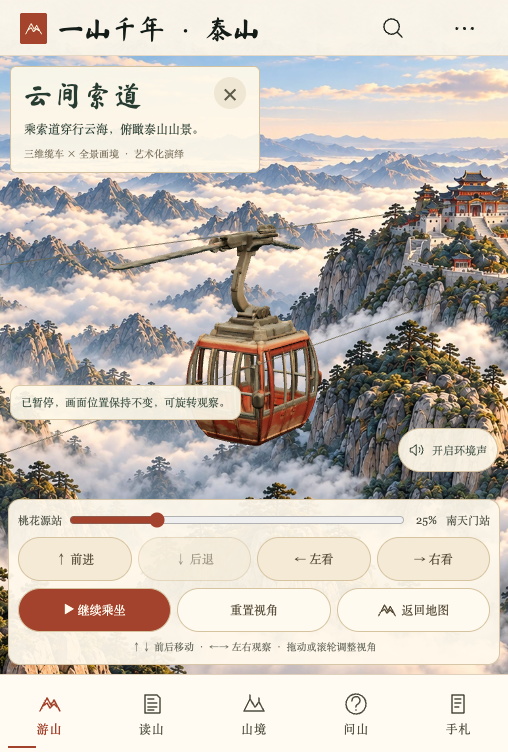 一山千年 · 泰山
云间索道
乘索道穿行云海，俯瞰泰山山景。
三维缆车 × 全景画境 · 艺术化演绎
已暂停，画面位置保持不变，可旋转观察。
开启环境声
桃花源站 25% 南天门站
↑ 前进 ↓ 后退 ← 左看 → 右看
继续乘坐 重置视角 返回地图
↑ ↓ 前后移动 · ←→ 左右观察 · 拖动或滚轮调整视角
游山 读山 山境 问山 手札